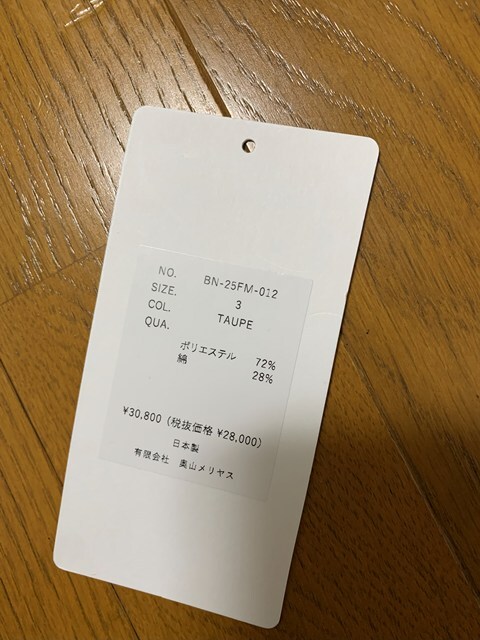 NO. BN-25FM-012
SIZE. 3
COL. TAUPE
QUA.
ポリエステル 72%
綿 28%
¥30,800 (税抜価格 ¥28,000)
日本製
有限会社 奥山メリヤス